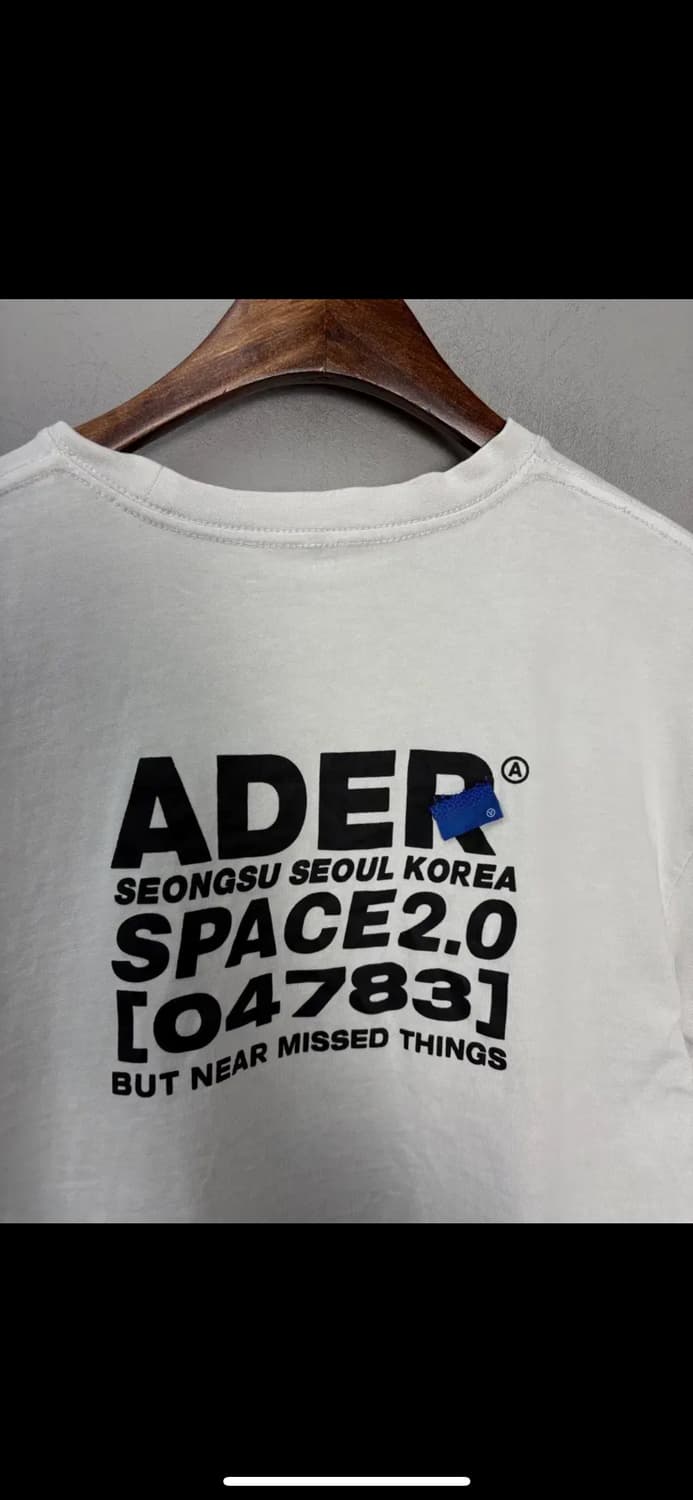 ADER Ⓐ
SEONGSU SEOUL KOREA
SPACE2.0
[04783]
BUT NEAR MISSED THINGS